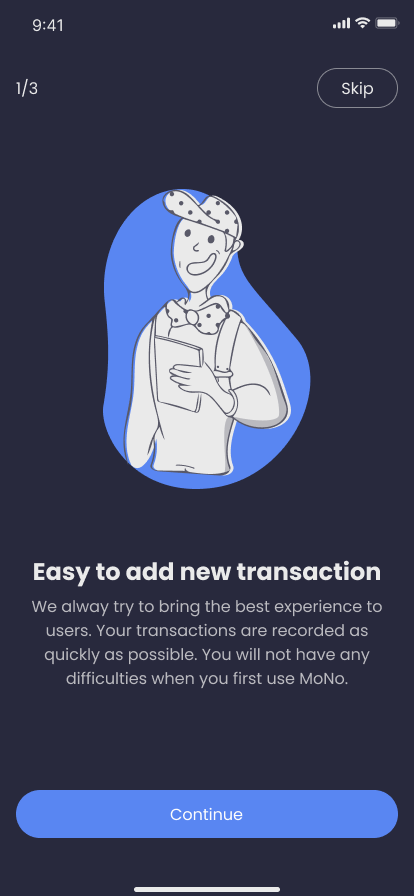 9:41
1/3
Skip
Easy to add new transaction
We alway try to bring the best experience to
users. Your transactions are recorded as
quickly as possible. You will not have any
difficulties when you first use MoNo.
Continue